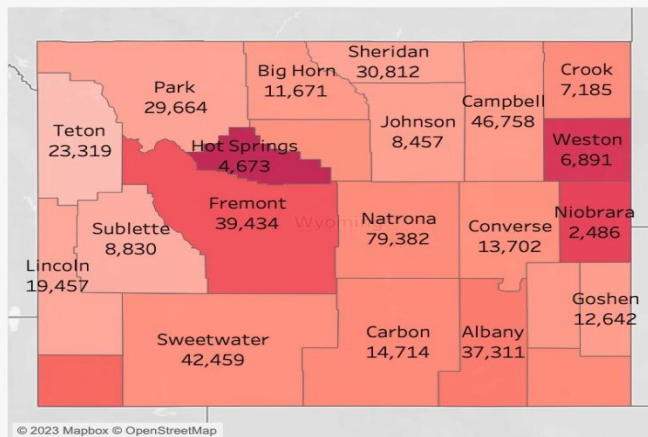 Sheridan
30,812
Park
29,664
Big Horn
11,671
Crook
7,185
Campbell
46,758
Johnson
8,457
Teton
23,319
Hot Springs
4,673
Weston
6,891
Fremont
39,434
Wyoming
Natrona
79,382
Converse
13,702
Niobrara
2,486
Sublette
8,830
Lincoln
19,457
Goshen
12,642
Sweetwater
42,459
Carbon
14,714
Albany
37,311
© 2023 Mapbox © OpenStreetMap